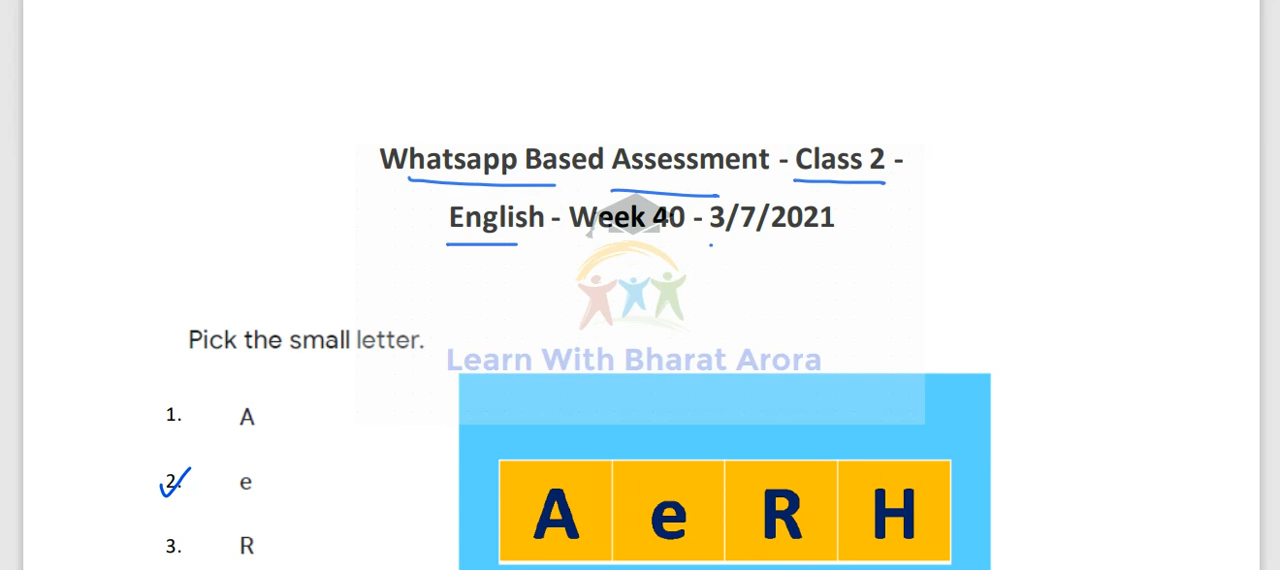 Whatsapp Based Assessment - Class 2 -
English - Week 40 - 3/7/2021
Pick the small letter.
Learn With Bharat Arora
1. A
2. e
3. R
A e R H